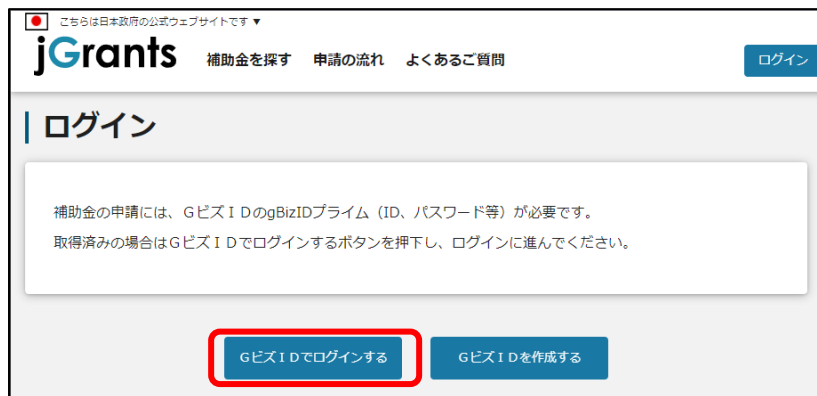 こちらは日本政府の公式ウェブサイトです ▼
jGrants 補助金を探す 申請の流れ よくあるご質問 ログイン
ログイン
補助金の申請には、GビズIDのgBizIDプライム（ID、パスワード等）が必要です。
取得済みの場合はGビズIDでログインするボタンを押下し、ログインに進んでください。
GビズIDでログインする GビズIDを作成する